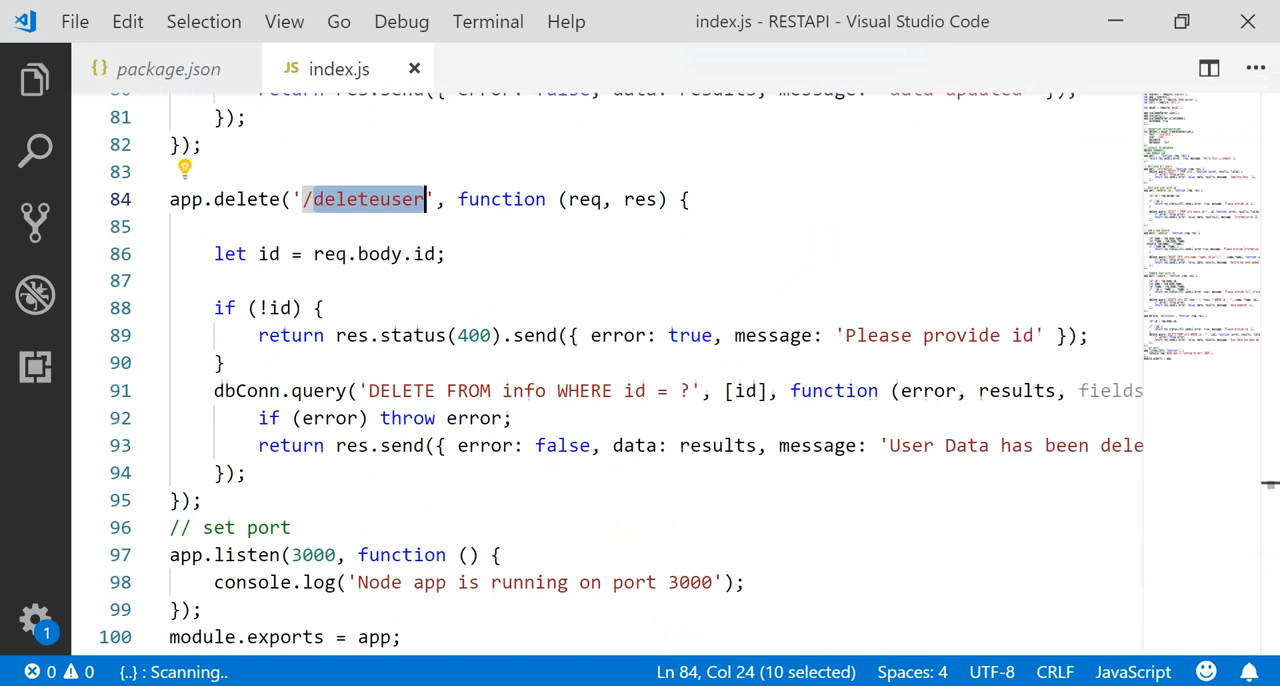 File Edit Selection View Go Debug Terminal Help index.js - RESTAPI - Visual Studio Code
{} package.json JS index.js
81 });
82 });
83
84 app.delete('/deleteuser', function (req, res) {
85
86 let id = req.body.id;
87
88 if (!id) {
89 return res.status(400).send({ error: true, message: 'Please provide id' });
90 }
91 dbConn.query('DELETE FROM info WHERE id = ?', [id], function (error, results, fields
92 if (error) throw error;
93 return res.send({ error: false, data: results, message: 'User Data has been dele
94 });
95 });
96 // set port
97 app.listen(3000, function () {
98 console.log('Node app is running on port 3000');
99 });
100 module.exports = app;
1
0 0 {..} : Scanning.. Ln 84, Col 24 (10 selected) Spaces: 4 UTF-8 CRLF JavaScript